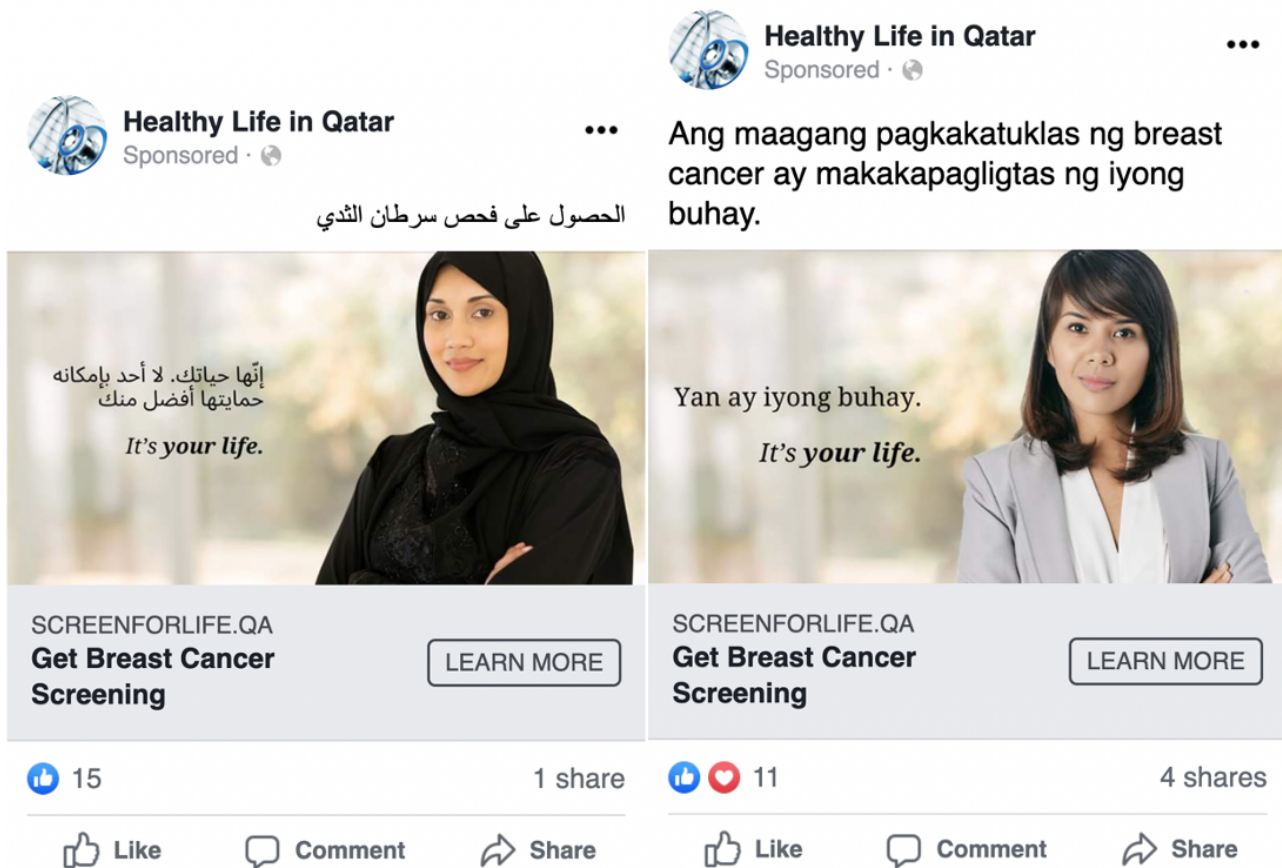 Healthy Life in Qatar
Sponsored ·
الحصول على فحص سرطان الثدي
إنّها حياتك. لا أحد بإمكانه
حمايتها أفضل منك
It's your life.
SCREENFORLIFE.QA
Get Breast Cancer
Screening
LEARN MORE
15
1 share
Like
Comment
Share
Healthy Life in Qatar
Sponsored ·
Ang maagang pagkakatuklas ng breast
cancer ay makakapagligtas ng iyong
buhay.
Yan ay iyong buhay.
It's your life.
SCREENFORLIFE.QA
Get Breast Cancer
Screening
LEARN MORE
11
4 shares
Like
Comment
Share